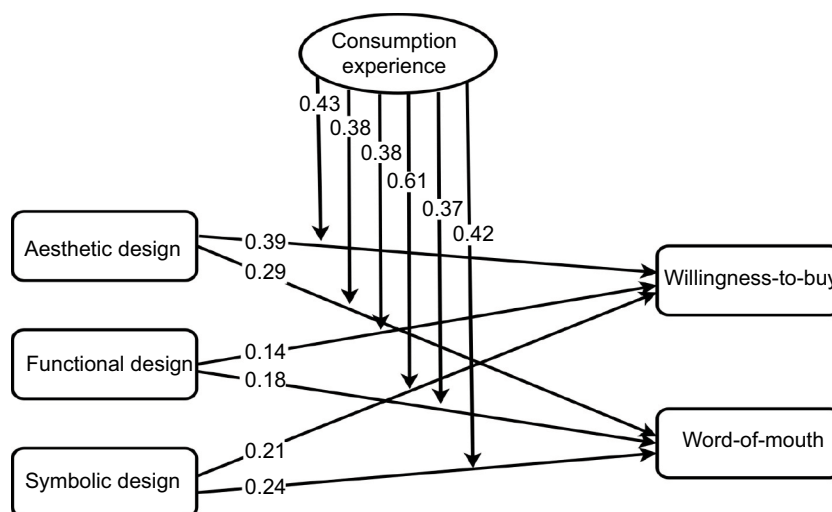 Consumption
experience
0.43
0.38
0.38
0.61
0.37
0.42
Aesthetic design
0.39
0.29
Willingness-to-buy
Functional design
0.14
0.18
Word-of-mouth
Symbolic design
0.21
0.24